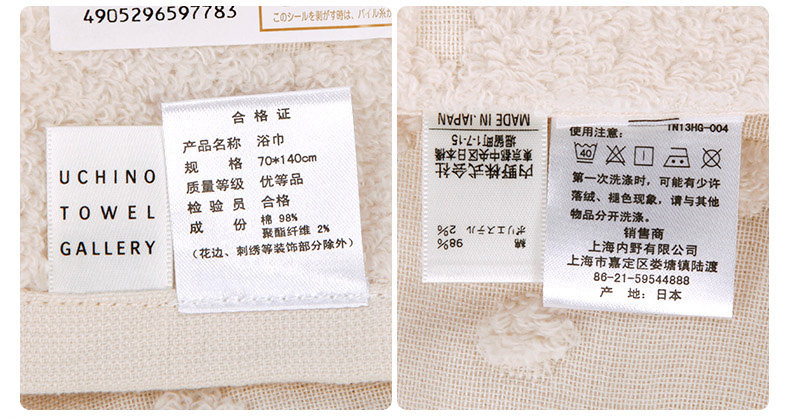 4905296597783
このシールを剥がす時は、パイル糸が
UCHINO
TOWEL
GALLERY
合格证
产品名称 浴巾
规 格 70*140cm
质量等级 优等品
检验员 合格
成 份 棉 98%
聚酯纤维 2%
（花边、刺绣等装饰部分除外）
綿 98%
ポリエステル 2%
内野株式会社
東京都中央区日本橋
堀留町1-7-15
MADE IN JAPAN
TN13HG-004
使用注意:
40
第一次洗涤时，可能有少许
落绒、褪色现象，请与其他
物品分开洗涤。
销售商
上海内野有限公司
上海市嘉定区娄塘镇陆渡
86-21-59544888
产 地:日本